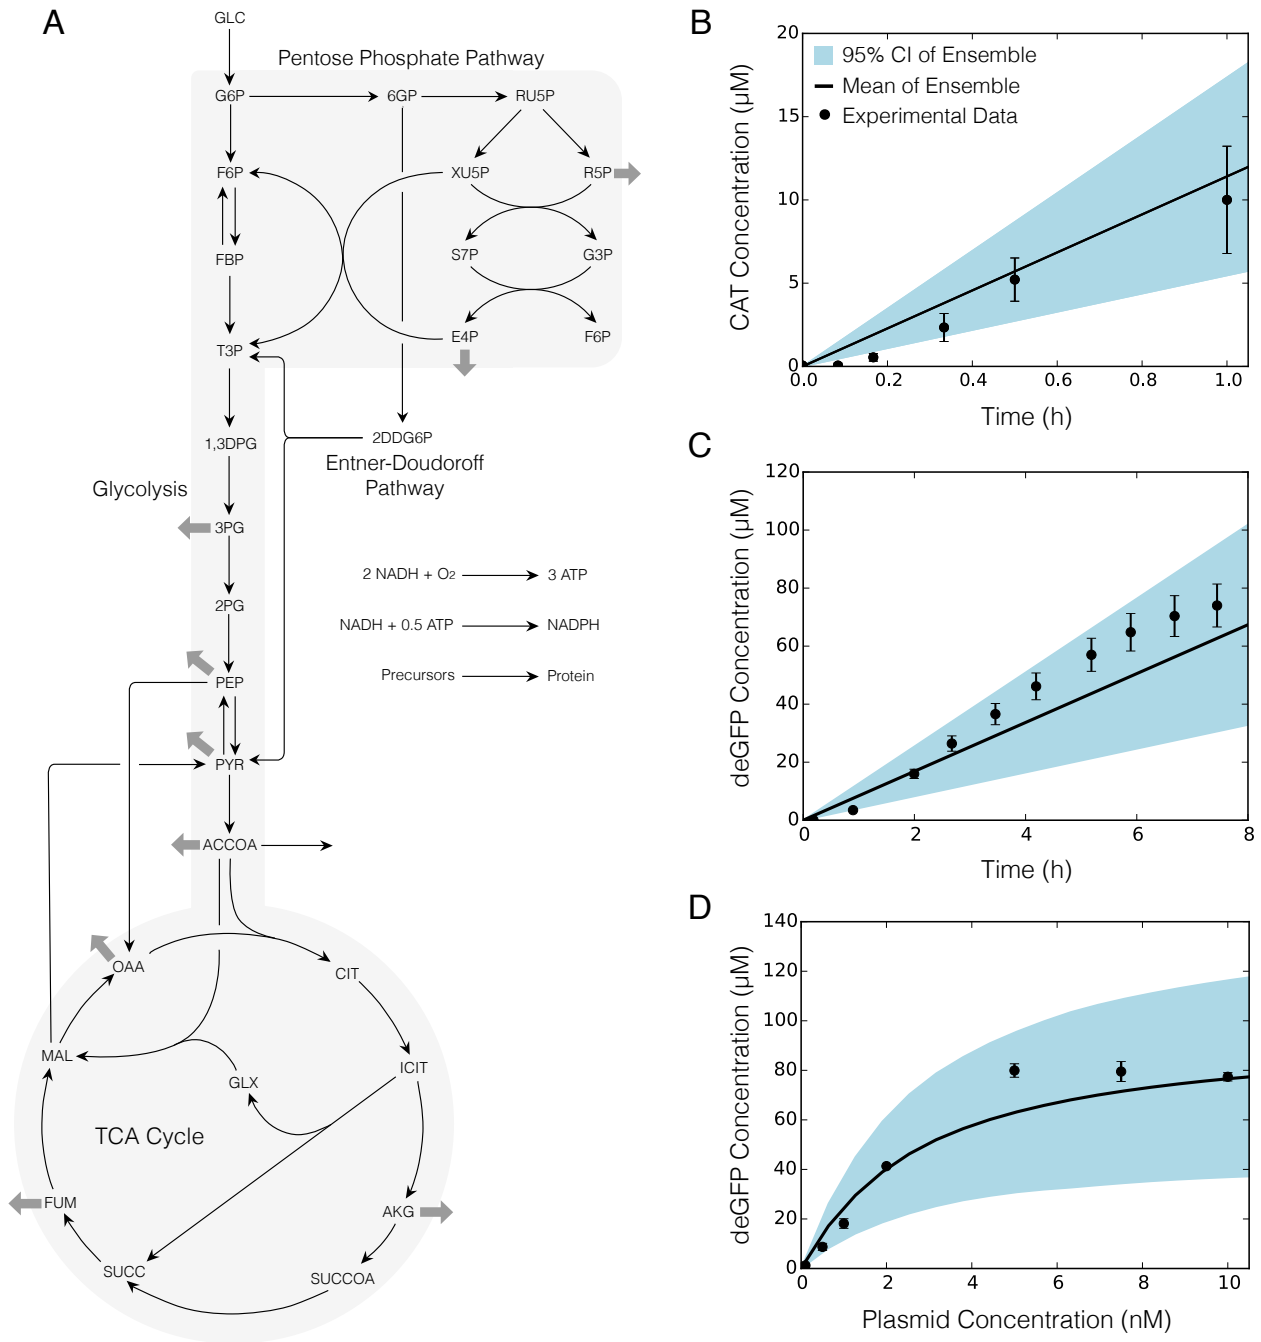 A
GLC
Pentose Phosphate Pathway
G6P
6GP
RU5P
F6P
XU5P
R5P
FBP
S7P
G3P
T3P
E4P
F6P
1,3DPG
2DDG6P
Entner-Doudoroff
Pathway
Glycolysis
3PG
2 NADH + O2
3 ATP
2PG
NADH + 0.5 ATP
NADPH
Precursors
Protein
PEP
PYR
ACCOA
OAA
CIT
MAL
ICIT
GLX
TCA Cycle
FUM
AKG
SUCC
SUCCOA
B
95% CI of Ensemble
Mean of Ensemble
Experimental Data
CAT Concentration (μM)
20
15
10
5
0
0.0 0.2 0.4 0.6 0.8 1.0
Time (h)
C
deGFP Concentration (μM)
120
100
80
60
40
20
0
0 2 4 6 8
Time (h)
D
deGFP Concentration (μM)
140
120
100
80
60
40
20
0
0 2 4 6 8 10
Plasmid Concentration (nM)